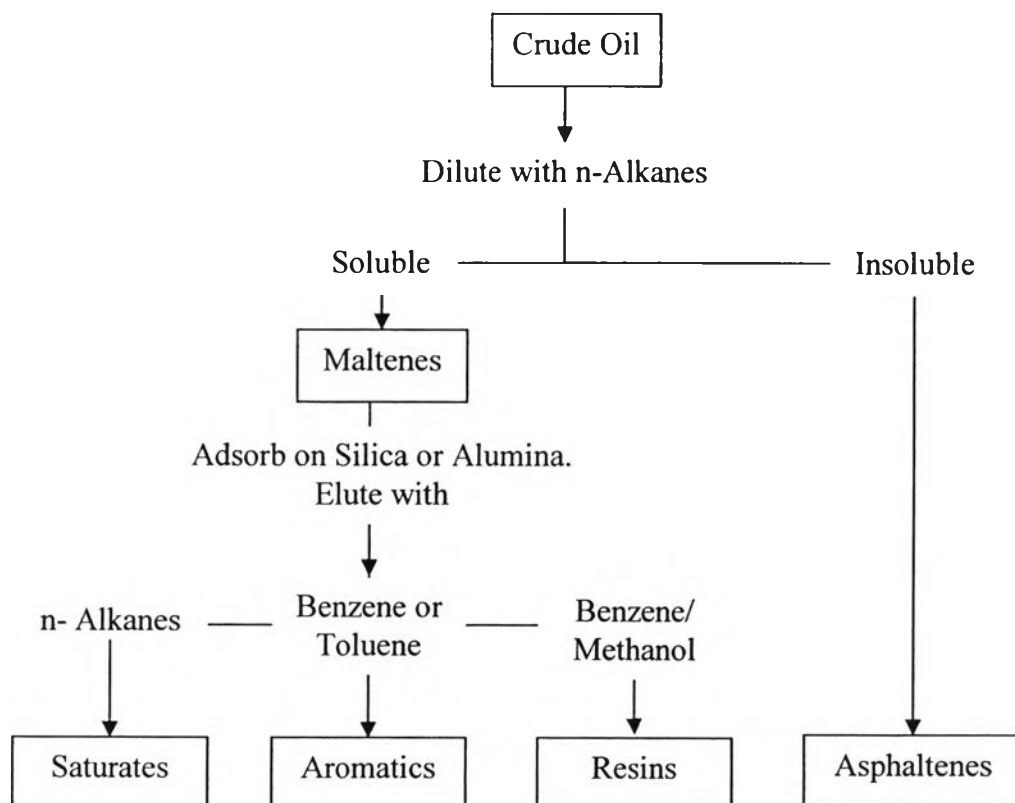 Crude Oil
Dilute with n-Alkanes
Soluble
Insoluble
Maltenes
Adsorb on Silica or Alumina.
Elute with
n- Alkanes
Benzene or
Toluene
Benzene/
Methanol
Saturates
Aromatics
Resins
Asphaltenes